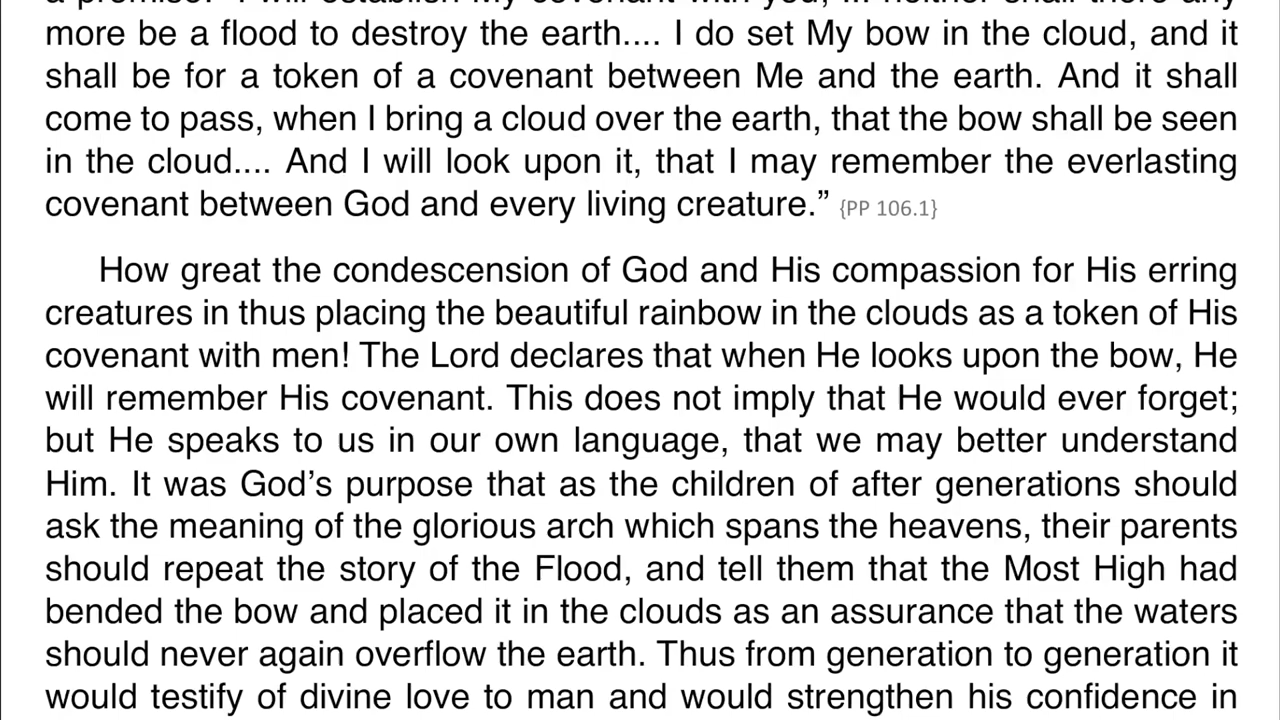 a promise: “I will establish My covenant with you, ... neither shall there any
more be a flood to destroy the earth.... I do set My bow in the cloud, and it
shall be for a token of a covenant between Me and the earth. And it shall
come to pass, when I bring a cloud over the earth, that the bow shall be seen
in the cloud.... And I will look upon it, that I may remember the everlasting
covenant between God and every living creature.” {PP 106.1}
How great the condescension of God and His compassion for His erring
creatures in thus placing the beautiful rainbow in the clouds as a token of His
covenant with men! The Lord declares that when He looks upon the bow, He
will remember His covenant. This does not imply that He would ever forget;
but He speaks to us in our own language, that we may better understand
Him. It was God’s purpose that as the children of after generations should
ask the meaning of the glorious arch which spans the heavens, their parents
should repeat the story of the Flood, and tell them that the Most High had
bended the bow and placed it in the clouds as an assurance that the waters
should never again overflow the earth. Thus from generation to generation it
would testify of divine love to man and would strengthen his confidence in